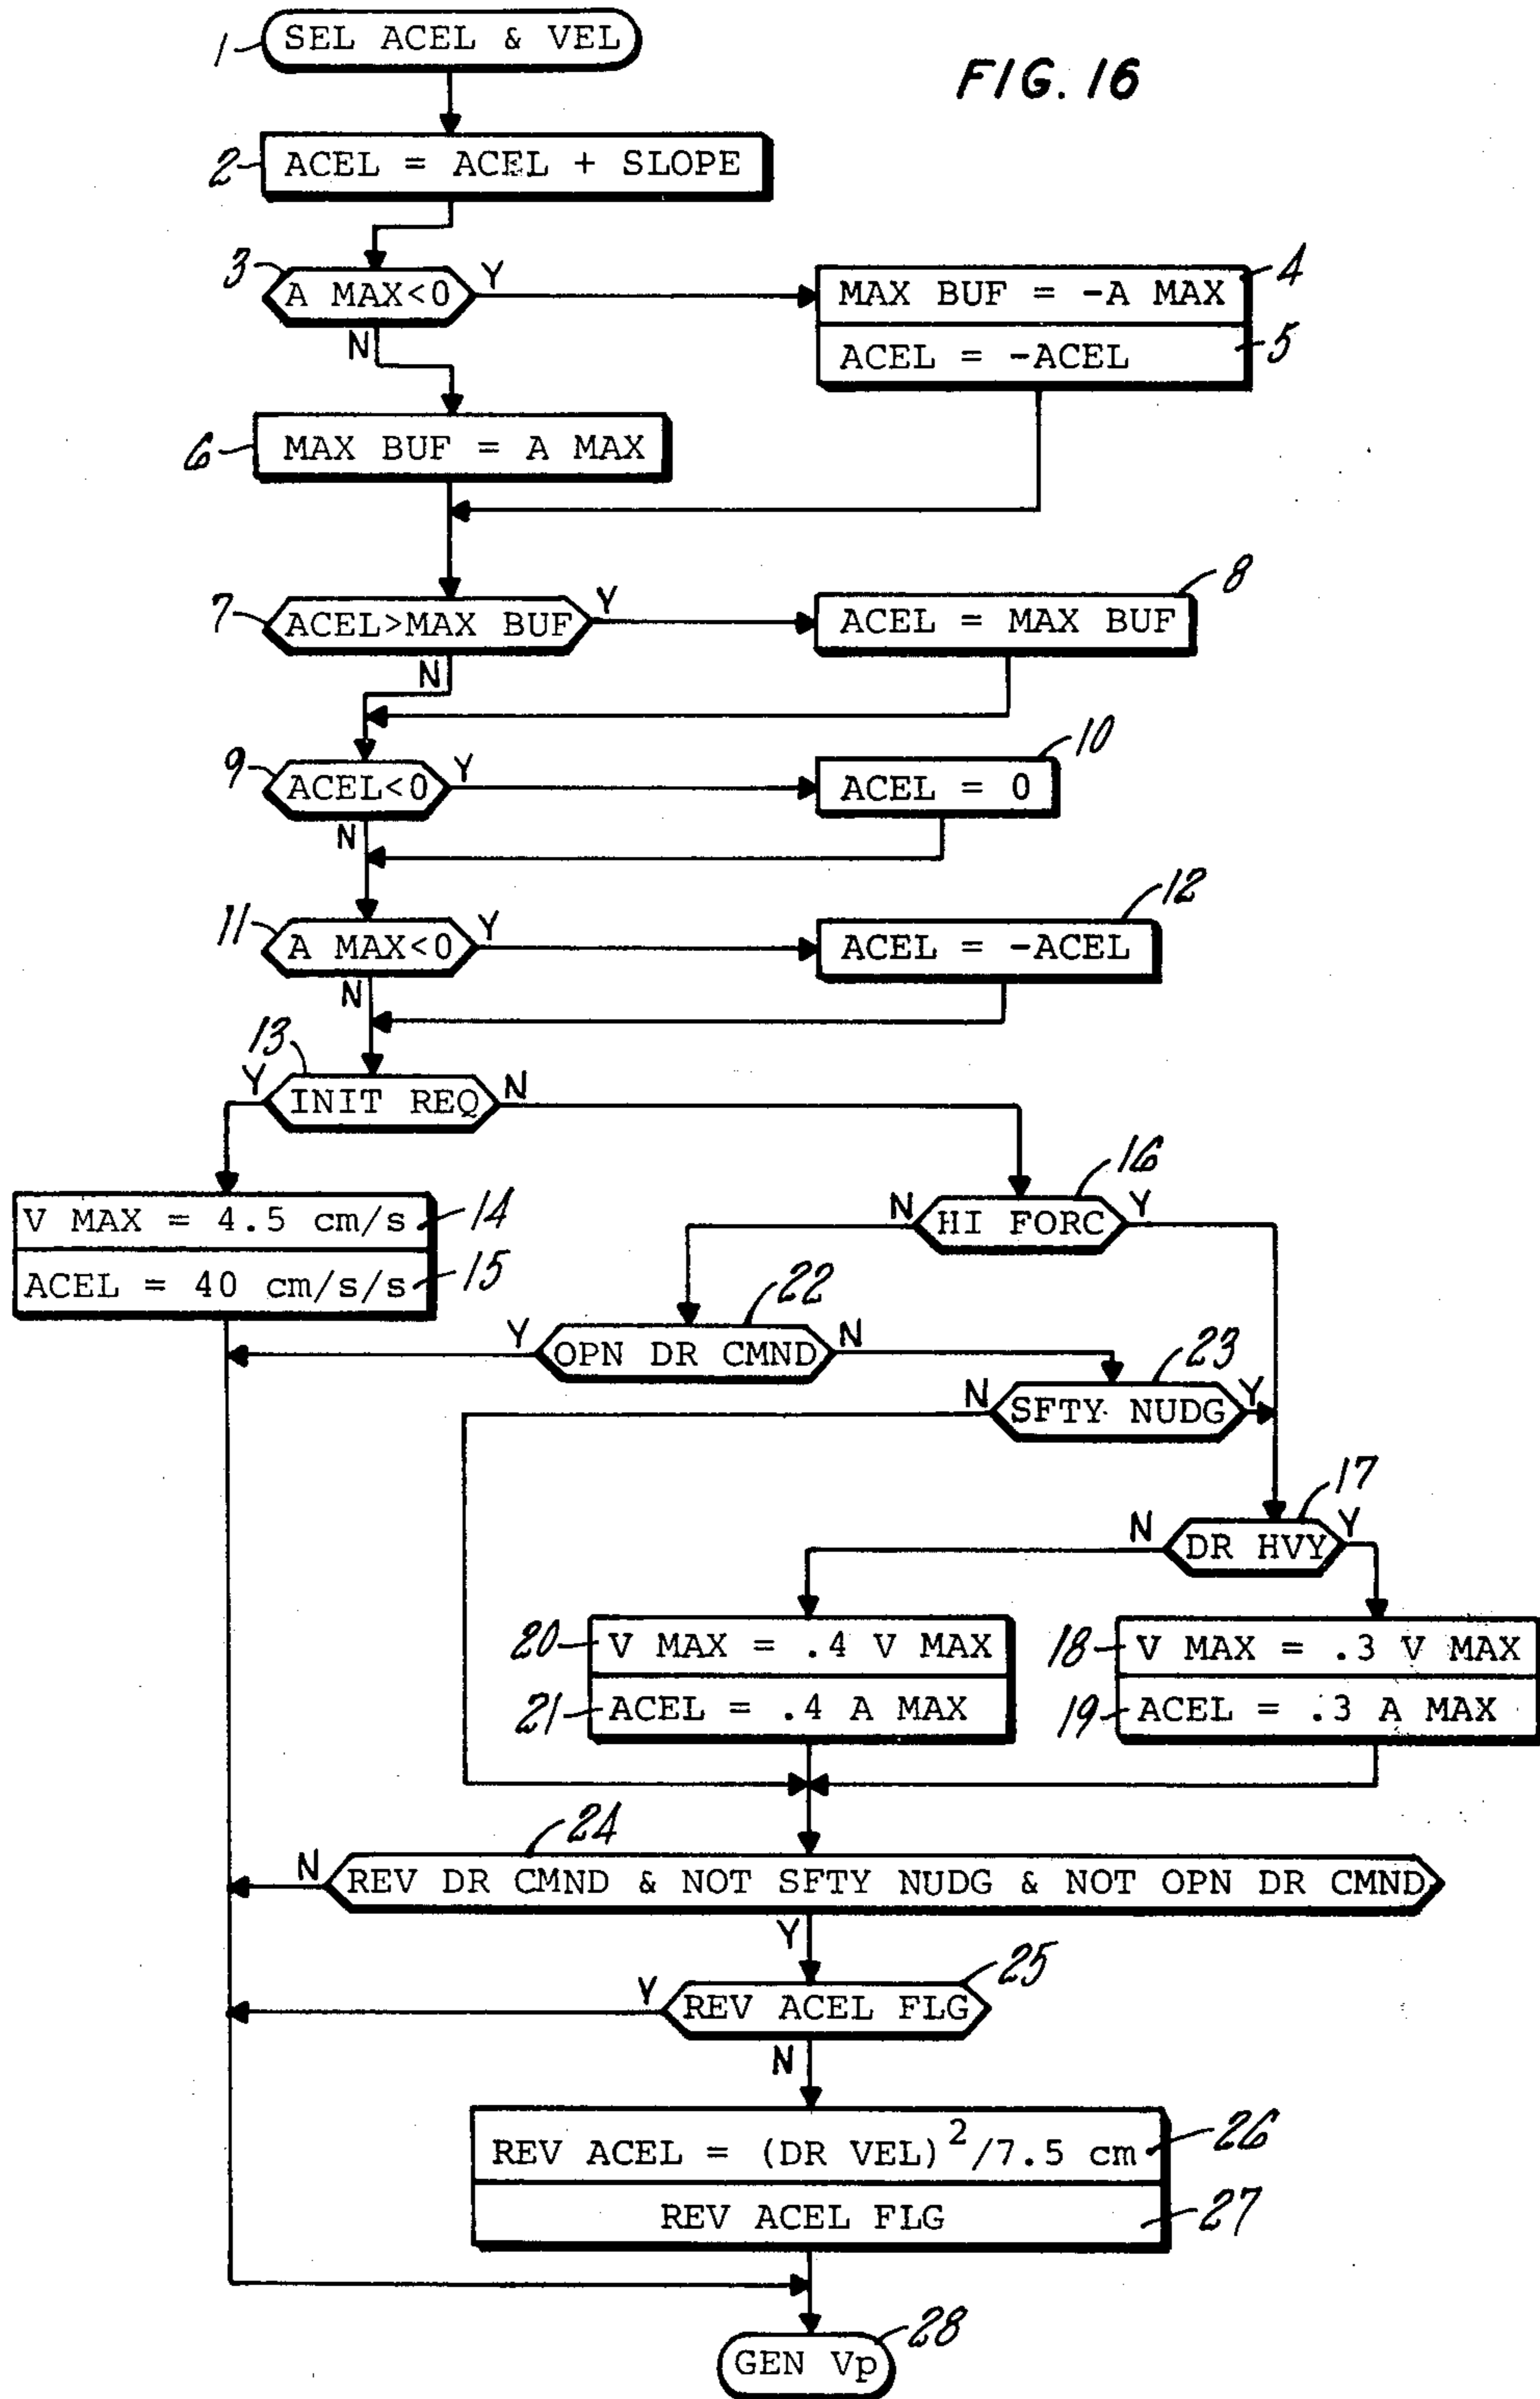 FIG. 16
1 SEL ACEL & VEL
2 ACEL = ACEL + SLOPE
3 A MAX<0 Y
N
MAX BUF = -A MAX 4
ACEL = -ACEL 5
6 MAX BUF = A MAX
7 ACEL>MAX BUF Y
N
ACEL = MAX BUF 8
9 ACEL<0 Y
N
ACEL = 0 10
11 A MAX<0 Y
N
ACEL = -ACEL 12
13
Y INIT REQ N
V MAX = 4.5 cm/s 14
ACEL = 40 cm/s/s 15
16
N HI FORC Y
22
Y OPN DR CMND N
23
N SFTY NUDG Y
17
N DR HVY Y
20 V MAX = .4 V MAX
21 ACEL = .4 A MAX
18 V MAX = .3 V MAX
19 ACEL = .3 A MAX
24
N REV DR CMND & NOT SFTY NUDG & NOT OPN DR CMND
Y
25
Y REV ACEL FLG
N
REV ACEL = (DR VEL)²/7.5 cm 26
REV ACEL FLG 27
GEN Vp 28